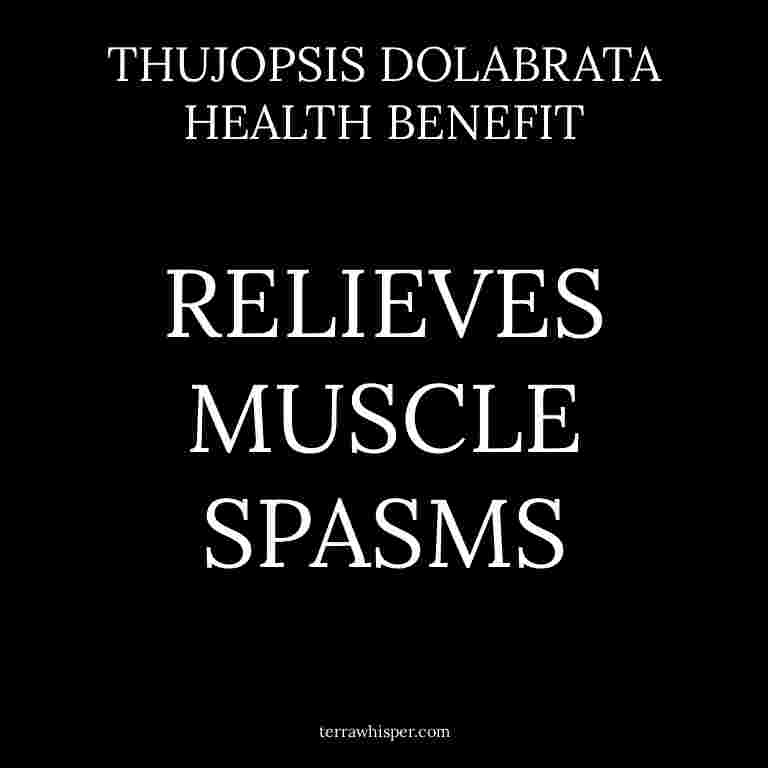 THUJOPSIS DOLABRATA
HEALTH BENEFIT
RELIEVES
MUSCLE
SPASMS
terrawhisper.com